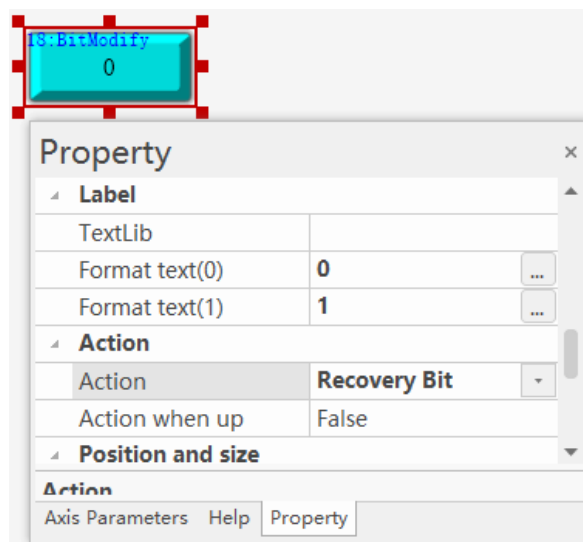 18:BitModify
0
Property
Label
TextLib
Format text(0) 0 ...
Format text(1) 1 ...
Action
Action Recovery Bit
Action when up False
Position and size
Action
Axis Parameters Help Property